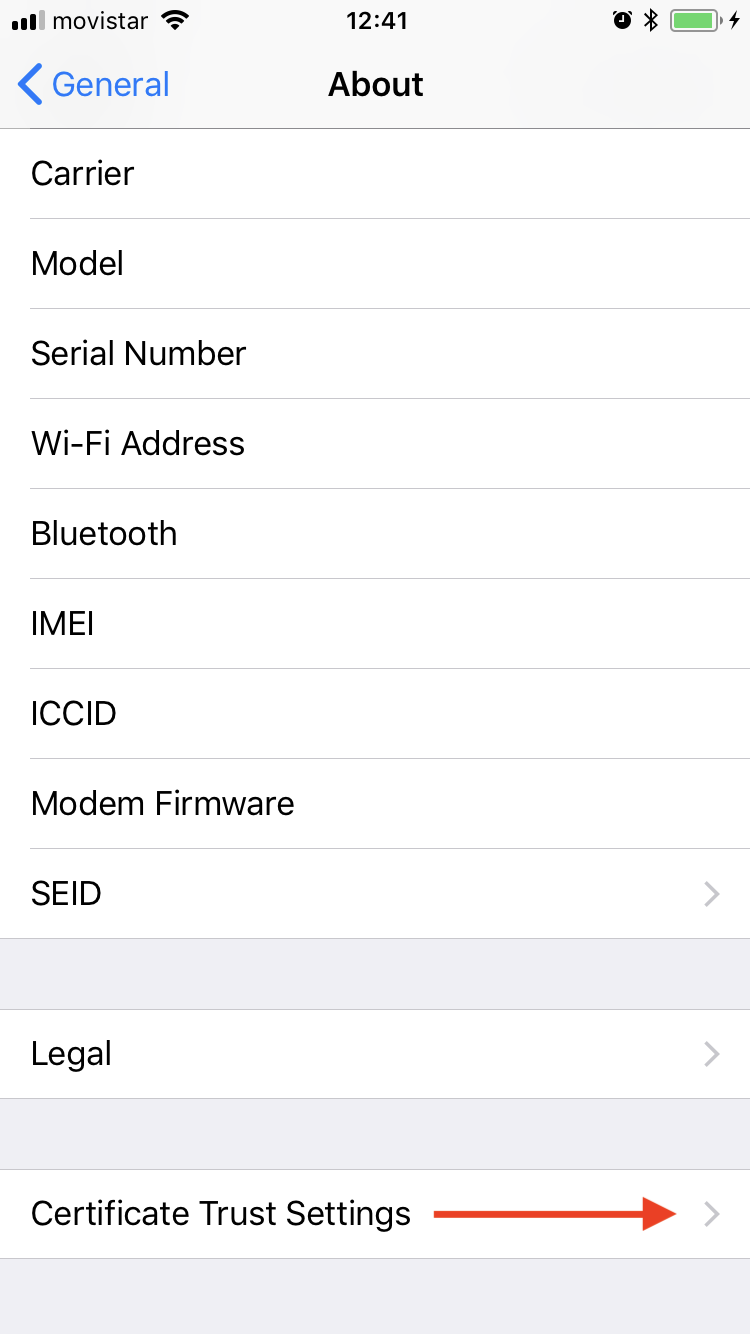 movistar 12:41
General About
Carrier
Model
Serial Number
Wi-Fi Address
Bluetooth
IMEI
ICCID
Modem Firmware
SEID
Legal
Certificate Trust Settings